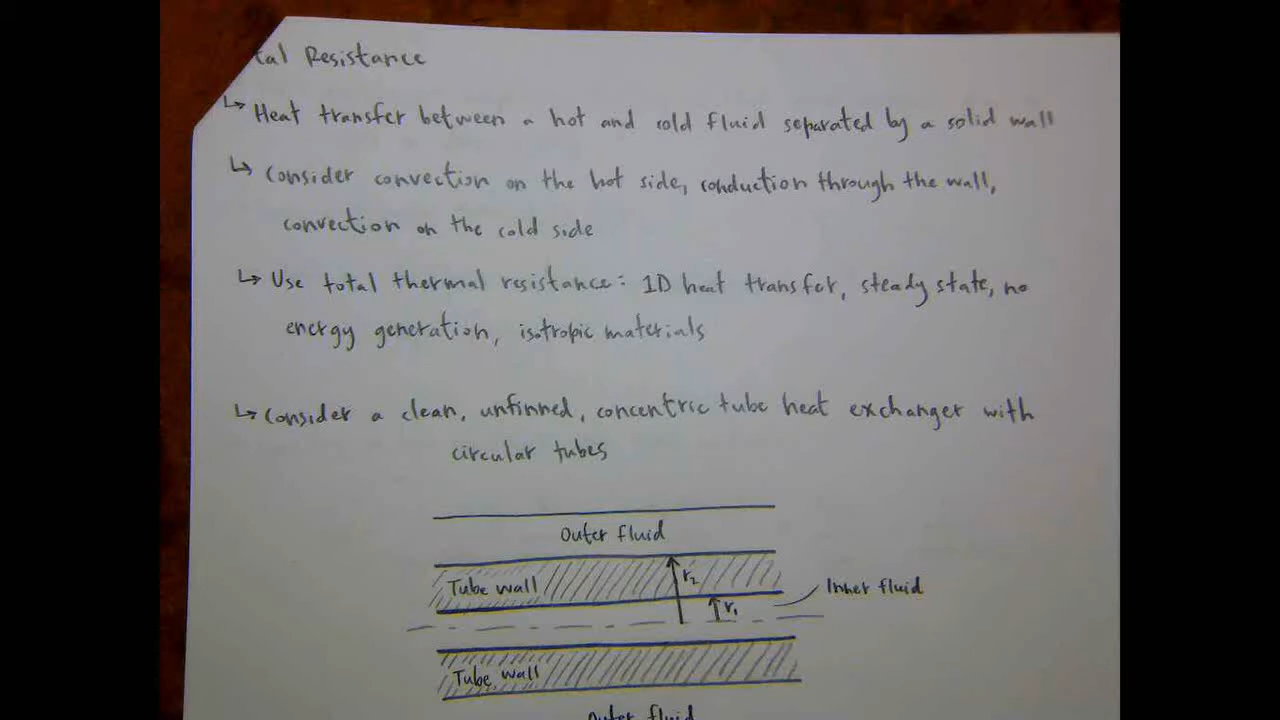 tal Resistance
↳ Heat transfer between a hot and cold fluid separated by a solid wall
↳ Consider convection on the hot side, conduction through the wall,
convection on the cold side
↳ Use total thermal resistance: 1D heat transfer, steady state, no
energy generation, isotropic materials
↳ Consider a clean, unfinned, concentric tube heat exchanger with
circular tubes
Outer fluid
Tube wall
r₂
r₁
Inner fluid
Tube wall
Outer fluid